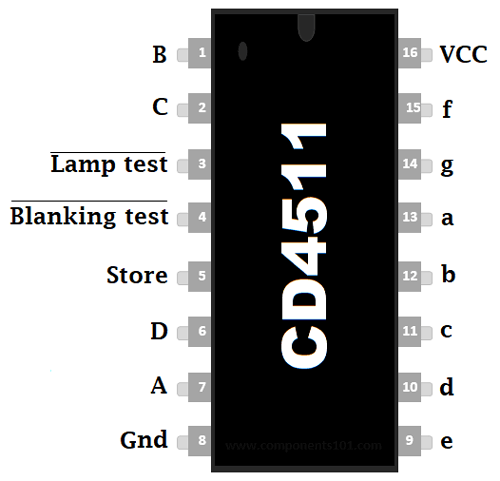 B 1 16 VCC
C 2 15 f
Lamp test 3 14 g
Blanking test 4 13 a
Store 5 12 b
D 6 11 c
A 7 10 d
Gnd 8 9 e
CD4511
www.components101.com